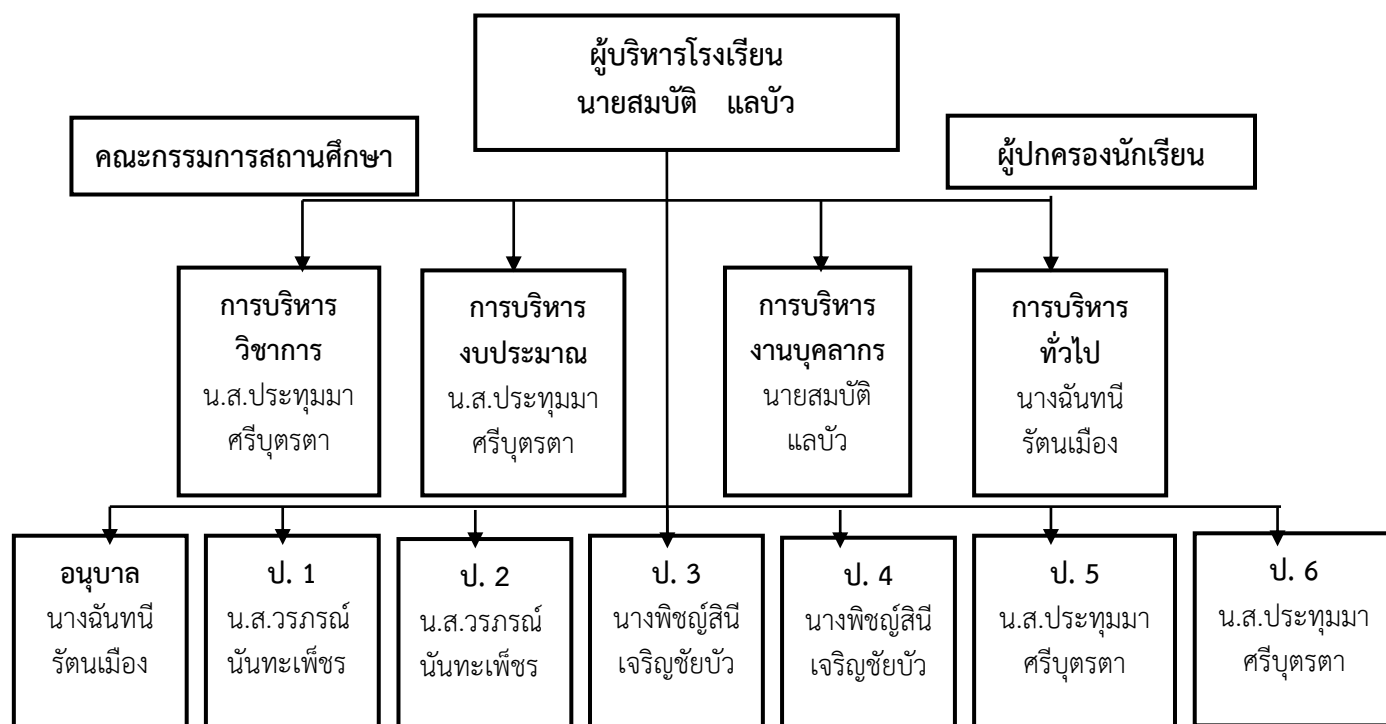 ผู้บริหารโรงเรียน
นายสมบัติ แลบัว
คณะกรรมการสถานศึกษา
ผู้ปกครองนักเรียน
การบริหาร
วิชาการ
น.ส.ประทุมมา
ศรีบุตรตา
การบริหาร
งบประมาณ
น.ส.ประทุมมา
ศรีบุตรตา
การบริหาร
งานบุคลากร
นายสมบัติ
แลบัว
การบริหาร
ทั่วไป
นางฉันทนี
รัตนเมือง
อนุบาล
นางฉันทนี
รัตนเมือง
ป. 1
น.ส.วรภรณ์
นันทะเพ็ชร
ป. 2
น.ส.วรภรณ์
นันทะเพ็ชร
ป. 3
นางพิชญ์สินี
เจริญชัยบัว
ป. 4
นางพิชญ์สินี
เจริญชัยบัว
ป. 5
น.ส.ประทุมมา
ศรีบุตรตา
ป. 6
น.ส.ประทุมมา
ศรีบุตรตา